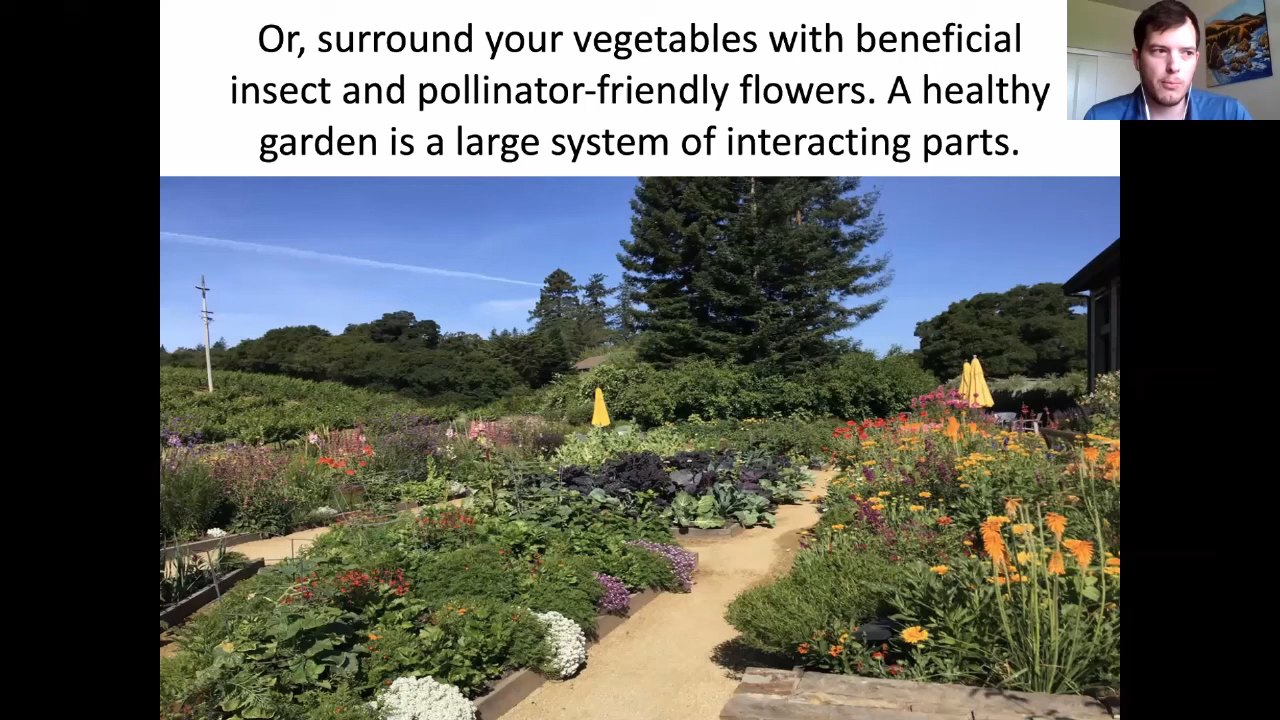 Or, surround your vegetables with beneficial
insect and pollinator-friendly flowers. A healthy
garden is a large system of interacting parts.